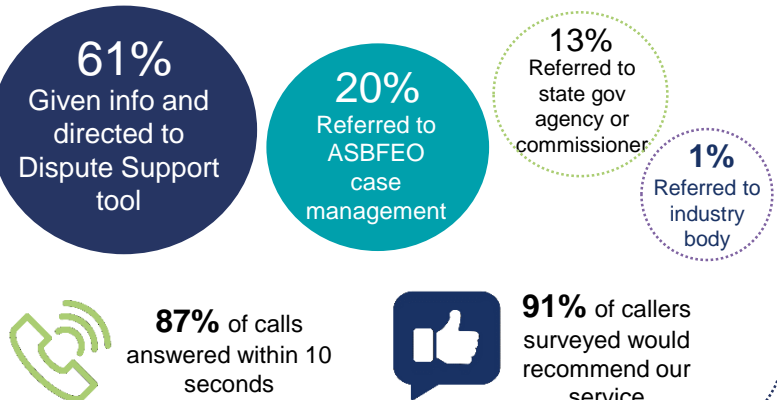 61%
Given info and
directed to
Dispute Support
tool
20%
Referred to
ASBFEO
case
management
13%
Referred to
state gov
agency or
commissioner
1%
Referred to
industry
body
87% of calls
answered within 10
seconds
91% of callers
surveyed would
recommend our
service